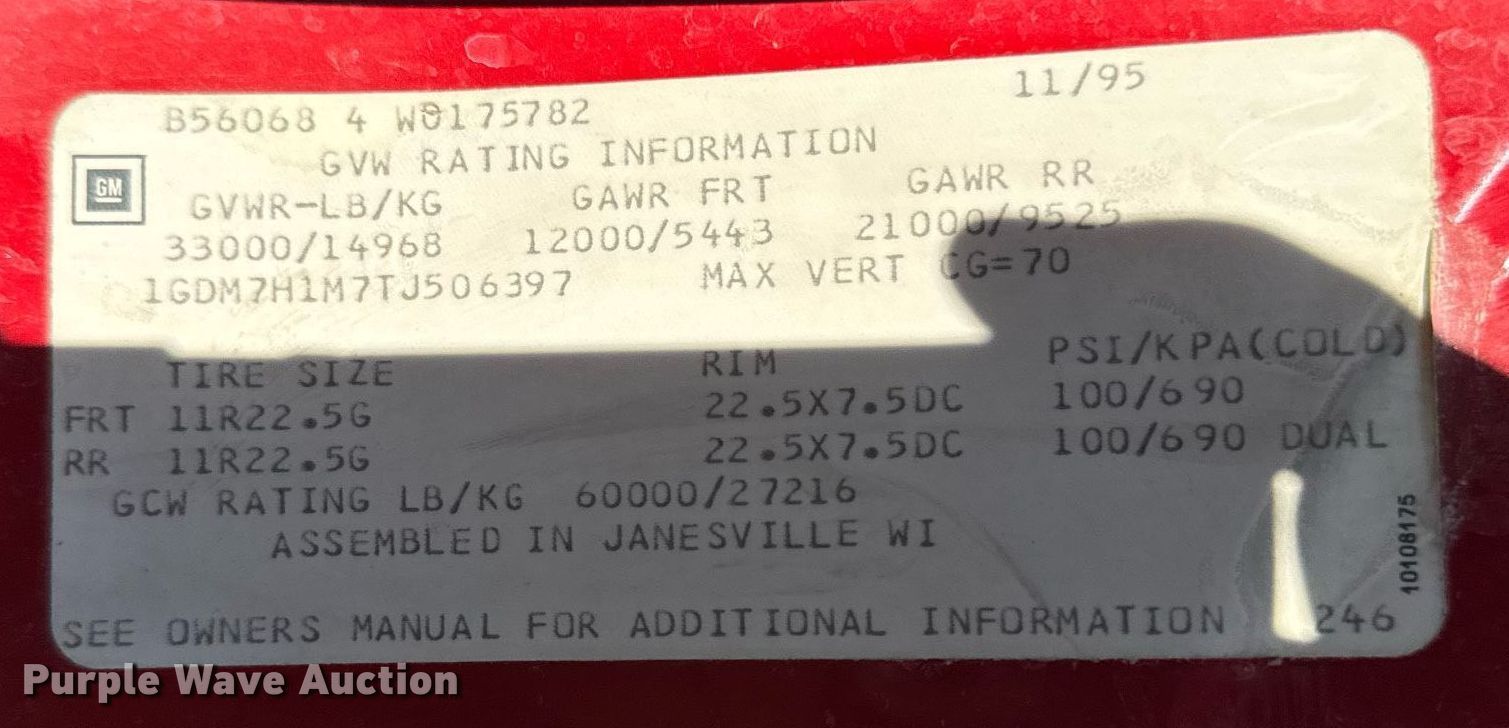 11/95
B56068 4 W0175782
GVW RATING INFORMATION
GM
GVWR-LB/KG GAWR FRT GAWR RR
33000/14968 12000/5443 21000/9525
1GDM7H1M7TJ506397 MAX VERT CG=70
TIRE SIZE RIM PSI/KPA(COLD)
FRT 11R22.5G 22.5X7.5DC 100/690
RR 11R22.5G 22.5X7.5DC 100/690 DUAL
GCW RATING LB/KG 60000/27216
ASSEMBLED IN JANESVILLE WI
10108175
SEE OWNERS MANUAL FOR ADDITIONAL INFORMATION 246
Purple Wave Auction